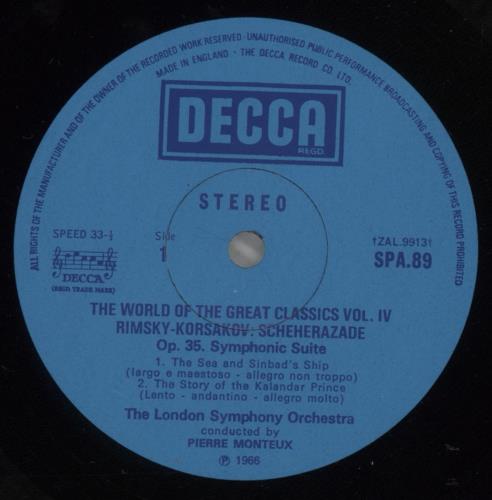 ALL RIGHTS OF THE MANUFACTURER AND OF THE OWNER OF THE RECORDED WORK RESERVED · UNAUTHORISED PUBLIC PERFORMANCE BROADCASTING AND COPYING OF THIS RECORD PROHIBITED
MADE IN ENGLAND · THE DECCA RECORD CO LTD.
DECCA
REGD.
STEREO
SPEED 33-⅓
Side
1
†ZAL.9913†
SPA.89
DECCA
(REGD TRADE MARK)
THE WORLD OF THE GREAT CLASSICS VOL. IV
RIMSKY-KORSAKOV: SCHEHERAZADE
Op. 35. Symphonic Suite
1. The Sea and Sinbad's Ship
(largo e maestoso - allegro non troppo)
2. The Story of the Kalandar Prince
(Lento - andantino - allegro molto)
The London Symphony Orchestra
conducted by
PIERRE MONTEUX
℗ 1966